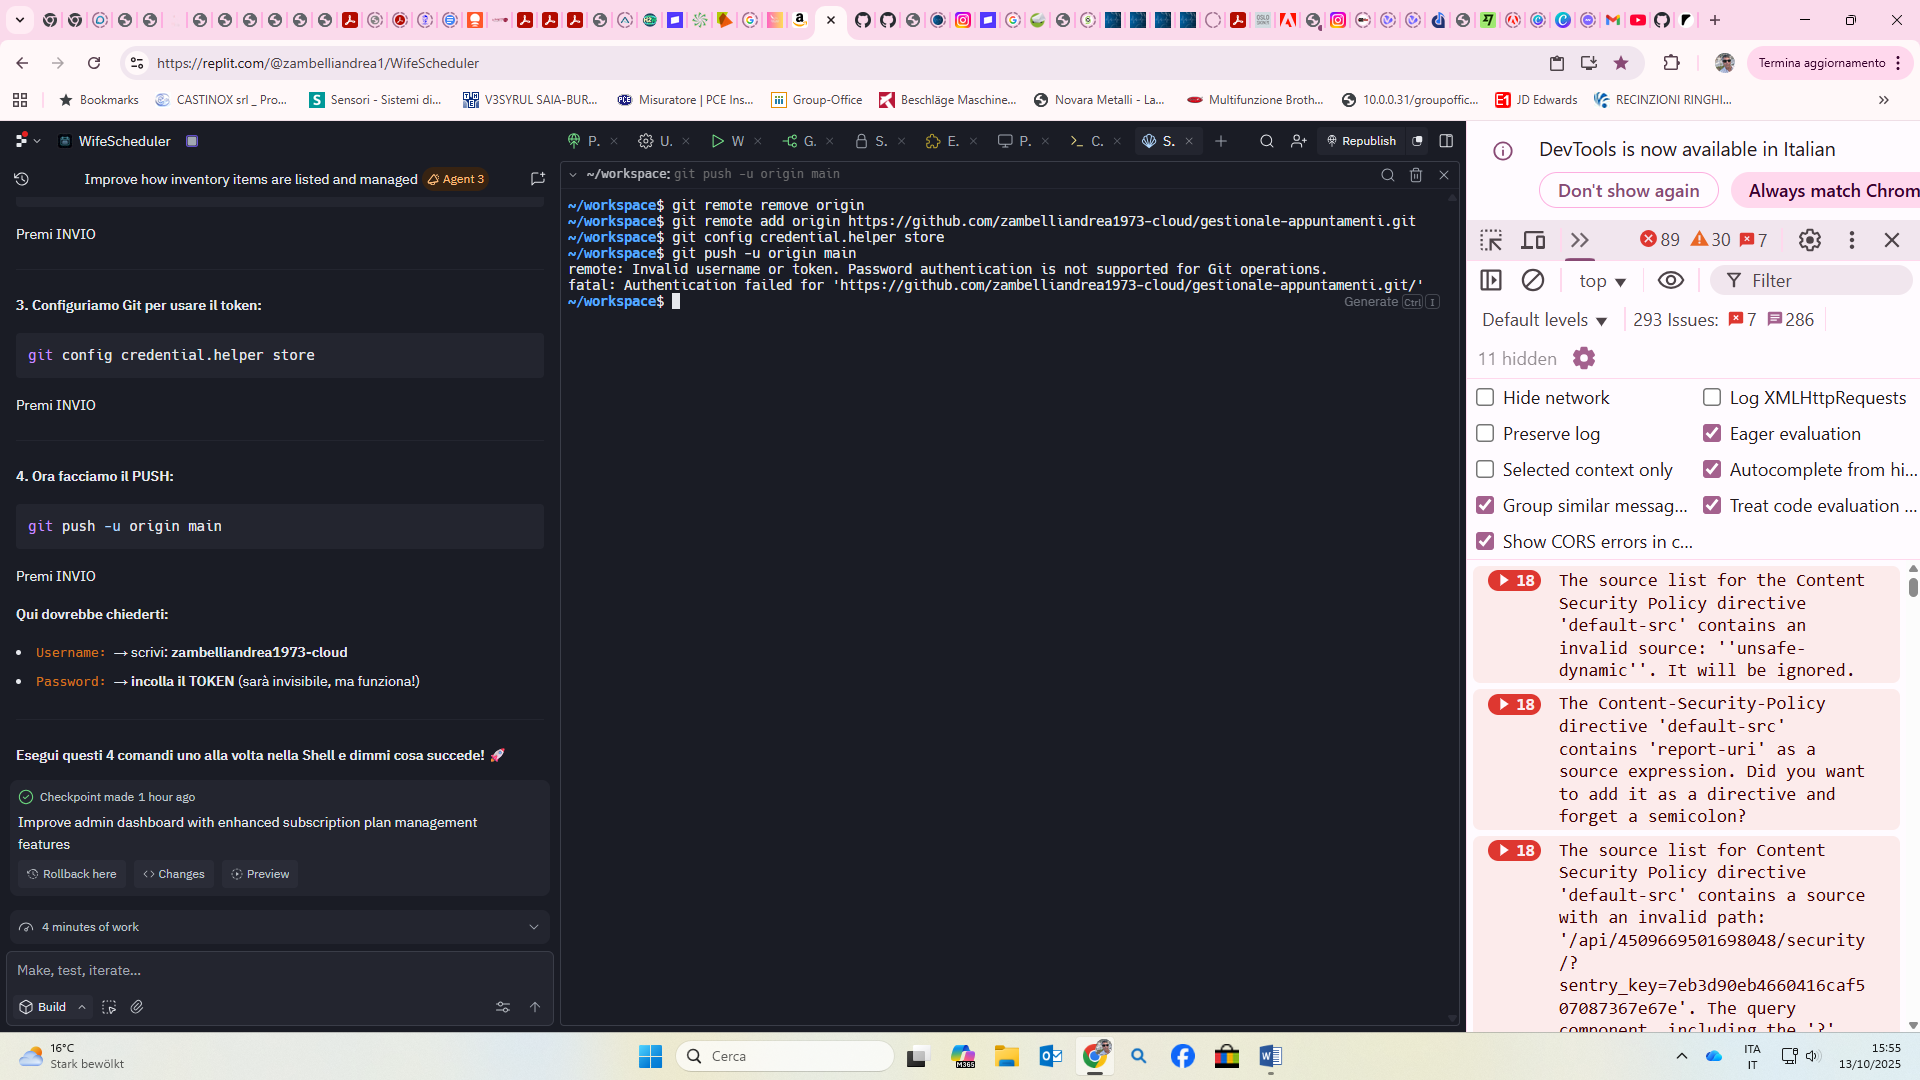 https://replit.com/@zambelliandrea1/WifeScheduler
Termina aggiornamento
Bookmarks
CASTINOX srl _ Pro...
Sensori - Sistemi di...
V3SYRUL SAIA-BUR...
Misuratore | PCE Ins...
Group-Office
Beschläge Maschine...
Novara Metalli - La...
Multifunzione Broth...
10.0.0.31/groupoffic...
JD Edwards
RECINZIONI RINGHI...
WifeScheduler
Improve how inventory items are listed and managed
Agent 3
Premi INVIO
3. Configuriamo Git per usare il token:
git config credential.helper store
Premi INVIO
4. Ora facciamo il PUSH:
git push -u origin main
Premi INVIO
Qui dovrebbe chiederti:
• Username: → scrivi: zambelliandrea1973-cloud
• Password: → incolla il TOKEN (sarà invisibile, ma funziona!)
Esegui questi 4 comandi uno alla volta nella Shell e dimmi cosa succede! 🚀
Checkpoint made 1 hour ago
Improve admin dashboard with enhanced subscription plan management
features
Rollback here
Changes
Preview
4 minutes of work
Make, test, iterate...
Build
P.
U.
W
G.
S.
E.
P.
C.
S.
Republish
~/workspace: git push -u origin main
~/workspace$ git remote remove origin
~/workspace$ git remote add origin https://github.com/zambelliandrea1973-cloud/gestionale-appuntamenti.git
~/workspace$ git config credential.helper store
~/workspace$ git push -u origin main
remote: Invalid username or token. Password authentication is not supported for Git operations.
fatal: Authentication failed for 'https://github.com/zambelliandrea1973-cloud/gestionale-appuntamenti.git/'
~/workspace$
Generate Ctrl I
DevTools is now available in Italian
Don't show again
Always match Chrom
89
30
7
top
Filter
Default levels
293 Issues:
7
286
11 hidden
Hide network
Log XMLHttpRequests
Preserve log
Eager evaluation
Selected context only
Autocomplete from hi...
Group similar messag...
Treat code evaluation ...
Show CORS errors in c...
18
The source list for the Content
Security Policy directive
'default-src' contains an
invalid source: ''unsafe-
dynamic''. It will be ignored.
18
The Content-Security-Policy
directive 'default-src'
contains 'report-uri' as a
source expression. Did you want
to add it as a directive and
forget a semicolon?
18
The source list for Content
Security Policy directive
'default-src' contains a source
with an invalid path:
'/api/4509669501698048/security
/?
sentry_key=7eb3d90eb4660416caf5
07087367e67e'. The query
component, including the '?'
16°C
Stark bewölkt
Cerca
M365
ITA
IT
15:55
13/10/2025